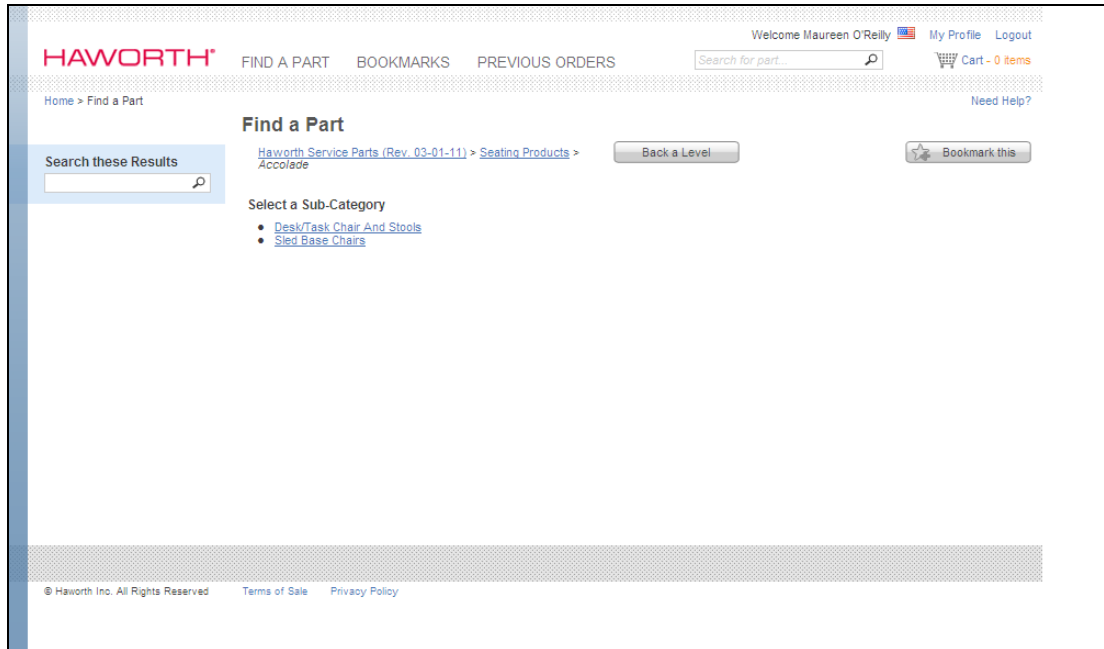 Welcome Maureen O'Reilly My Profile Logout
HAWORTH®
FIND A PART BOOKMARKS PREVIOUS ORDERS
Search for part...
Cart - 0 items
Home > Find a Part
Need Help?
Find a Part
Search these Results
Haworth Service Parts (Rev. 03-01-11) > Seating Products >
Accolade
Back a Level
Bookmark this
Select a Sub-Category
• Desk/Task Chair And Stools
• Sled Base Chairs
© Haworth Inc. All Rights Reserved Terms of Sale Privacy Policy